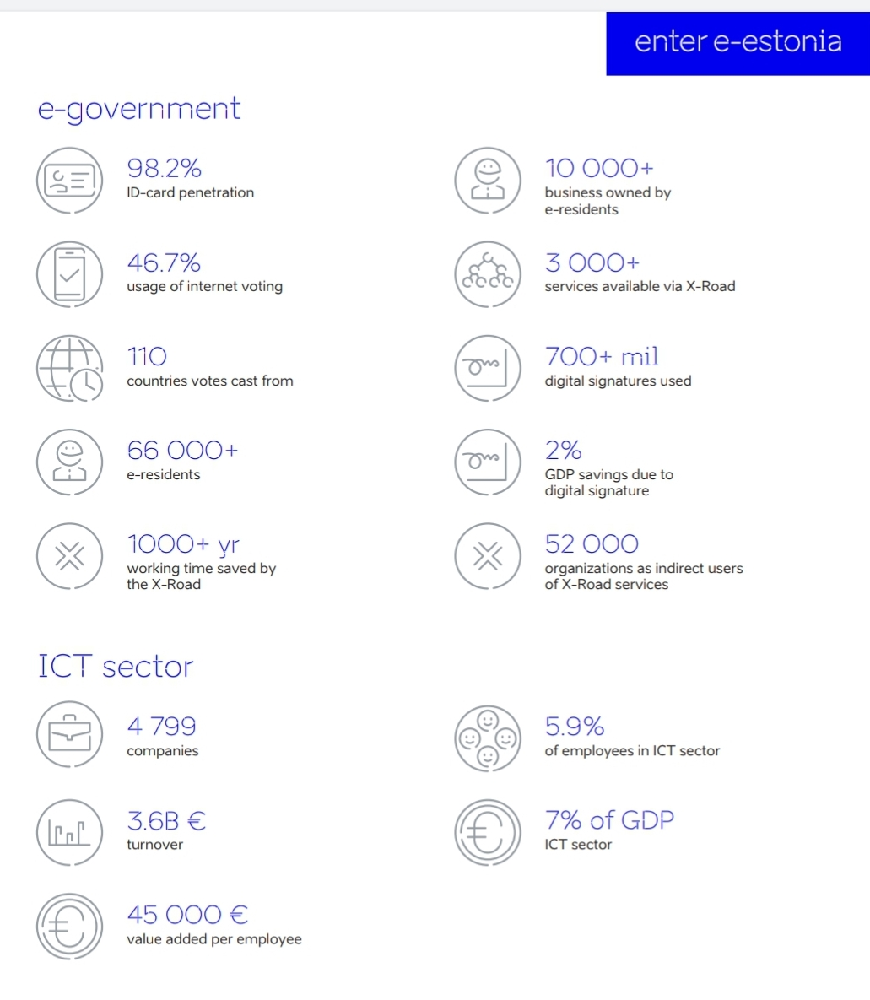 enter e-estonia
e-government
98.2%
ID-card penetration
10 000+
business owned by
e-residents
46.7%
usage of internet voting
3 000+
services available via X-Road
110
countries votes cast from
700+ mil
digital signatures used
66 000+
e-residents
2%
GDP savings due to
digital signature
1000+ yr
working time saved by
the X-Road
52 000
organizations as indirect users
of X-Road services
ICT sector
4 799
companies
5.9%
of employees in ICT sector
3.6B €
turnover
7% of GDP
ICT sector
45 000 €
value added per employee